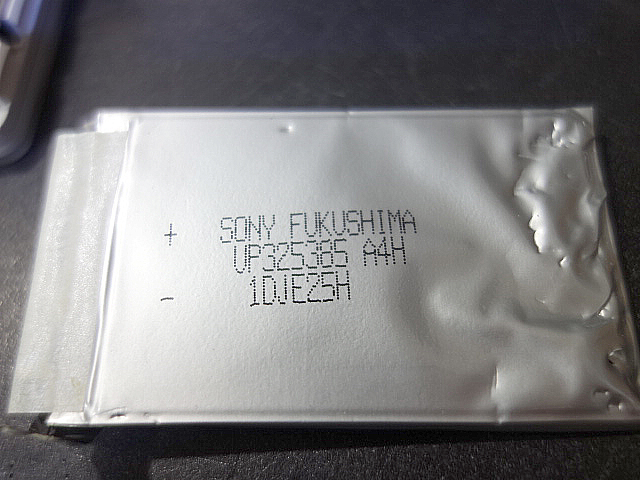 + SONY FUKUSHIMA
UP325385 A4H
- 1DJE25H